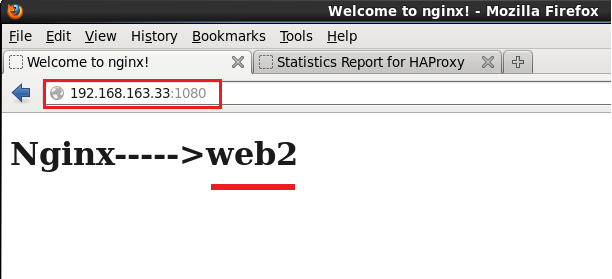 Welcome to nginx! - Mozilla Firefox
File Edit View History Bookmarks Tools Help
Welcome to nginx! Statistics Report for HAProxy
192.168.163.33:1080
Nginx----->web2